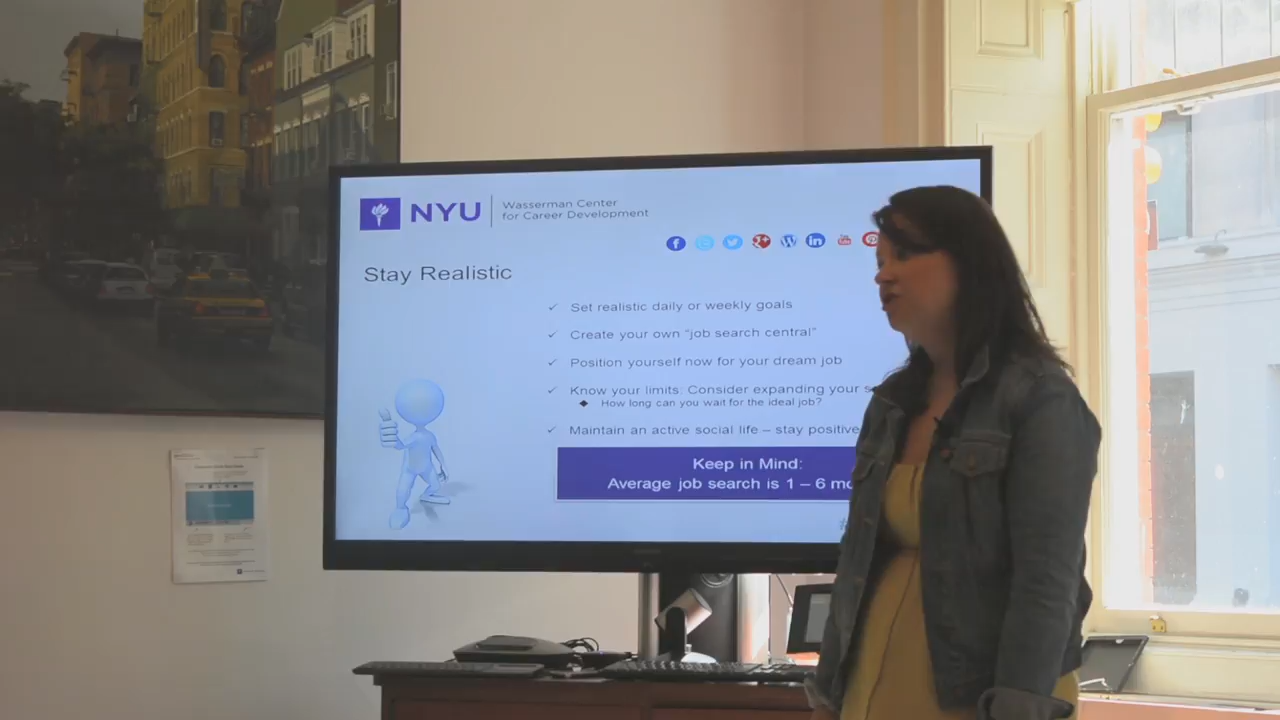 NYU
Wasserman Center
for Career Development
Stay Realistic
Set realistic daily or weekly goals
Create your own "job search central"
Position yourself now for your dream job
Know your limits: Consider expanding your s
How long can you wait for the ideal job?
Maintain an active social life – stay positive
Keep in Mind:
Average job search is 1 – 6 mo